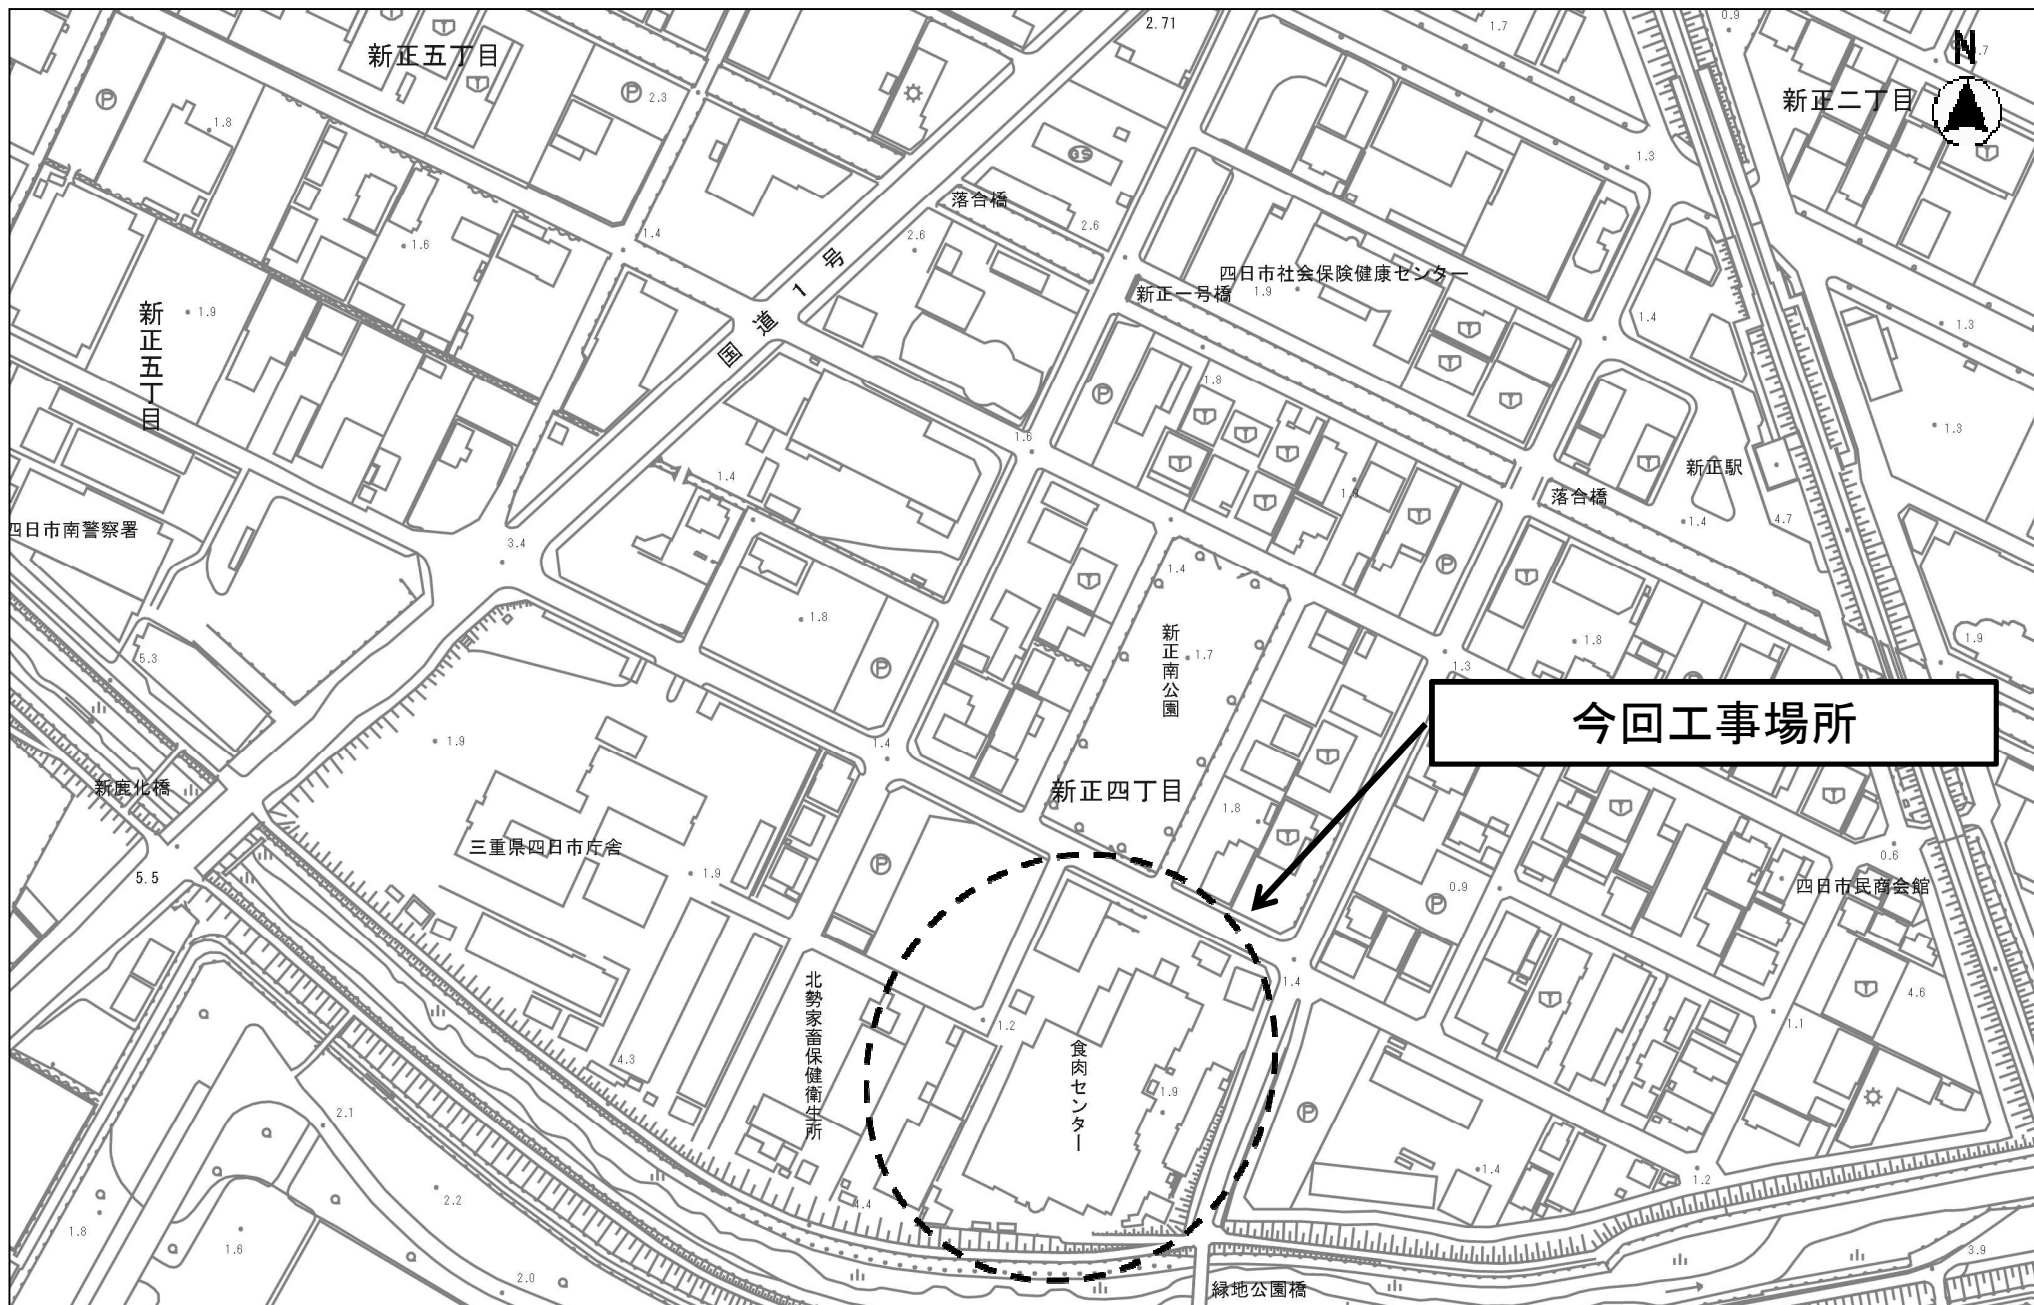 2.71
1.7
0.9
N
新正五丁目
2.3
1.8
新正二丁目
GS
1.3
落合橋
2.6
2.6
1.4
1.6
国道1号
四日市社会保険健康センター
新正一号橋
1.9
新正五丁目
1.9
1.4
1.3
1.8
1.3
1.6
1.4
新正駅
落合橋
1.4
4.7
四日市南警察署
3.4
1.4
1.8
新正南公園
1.7
1.8
1.3
1.9
5.3
今回工事場所
1.9
1.4
新正四丁目
新鹿化橋
1.8
三重県四日市庁舎
1.9
5.5
0.6
0.9
四日市民商会館
1.4
4.6
北勢家畜保健衛生所
1.2
食肉センター
1.9
1.1
4.3
2.1
1.4
1.2
2.2
4.4
1.8
1.6
2.0
3.9
緑地公園橋